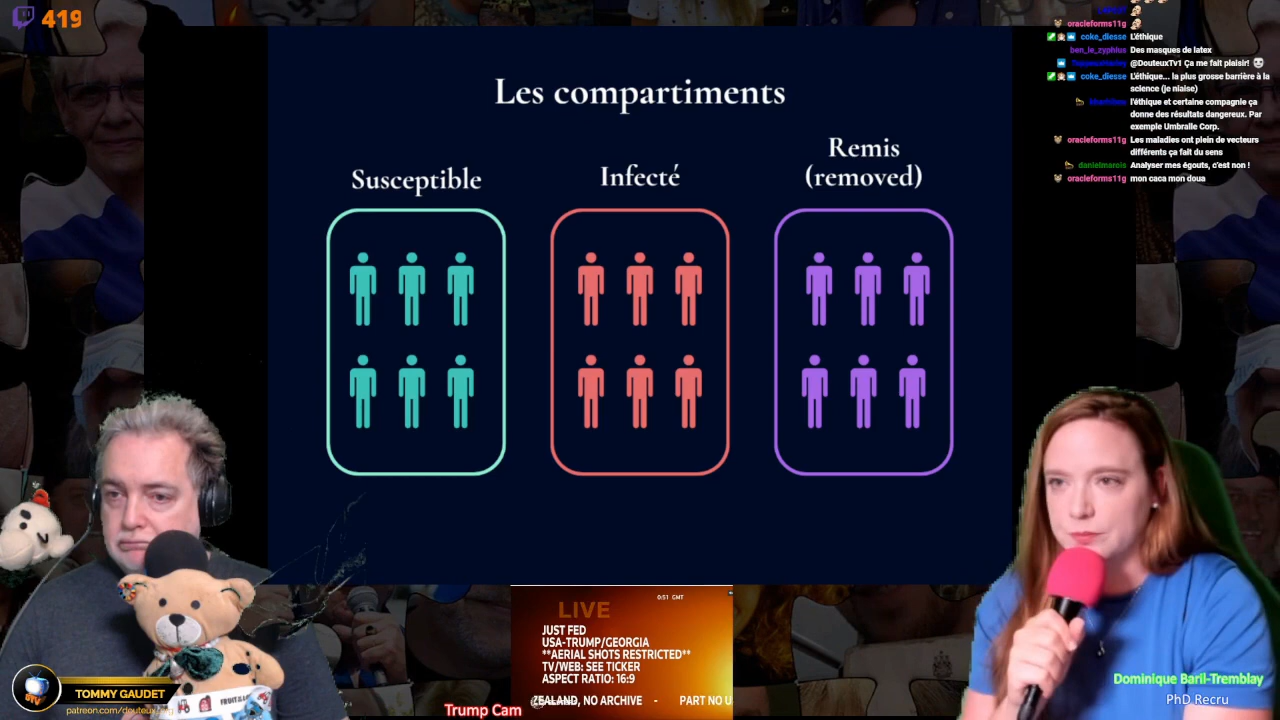 419
Les compartiments
Susceptible
Infecté
Remis
(removed)
oracleforms11g
coke_diesse L'éthique
ben_le_zyphius Des masques de latex
@DouteuxTv1 Ça me fait plaisir!
coke_diesse L'éthique... la plus grosse barrière à la
science (je niaise)
l'éthique et certaine compagnie ça
donne des résultats dangereux. Par
exemple Umbralle Corp.
oracleforms11g Les maladies ont plein de vecteurs
différents ça fait du sens
danielmarois Analyser mes égouts, c'est non !
oracleforms11g mon caca mon doua
0:51 GMT
LIVE
JUST FED
USA-TRUMP/GEORGIA
**AERIAL SHOTS RESTRICTED**
TV/WEB: SEE TICKER
ASPECT RATIO: 16:9
ZEALAND, NO ARCHIVE - PART NO U
Trump Cam
TOMMY GAUDET
Dominique Baril-Tremblay
PhD Recru